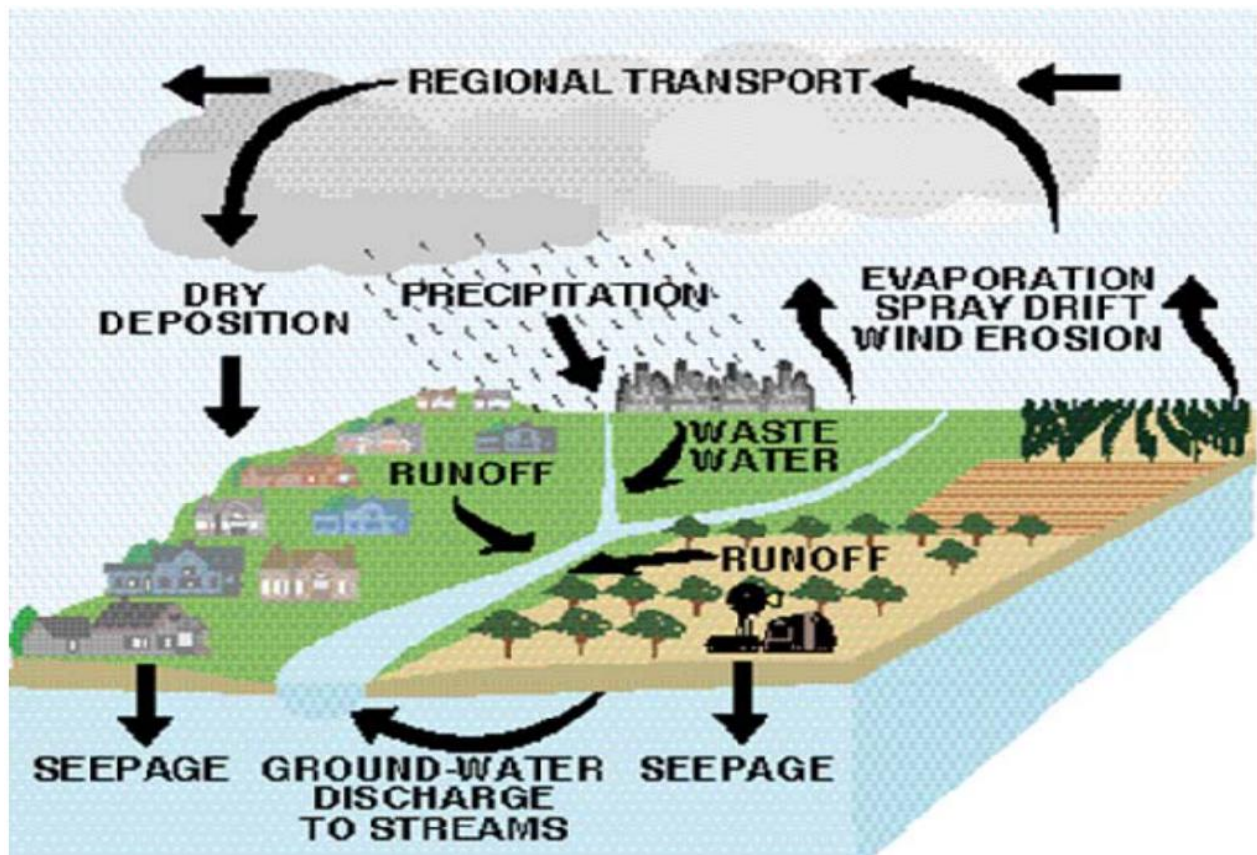 REGIONAL TRANSPORT
DRY
DEPOSITION
PRECIPITATION
EVAPORATION
SPRAY DRIFT
WIND EROSION
WASTE
WATER
RUNOFF
RUNOFF
SEEPAGE
GROUND-WATER
DISCHARGE
TO STREAMS
SEEPAGE